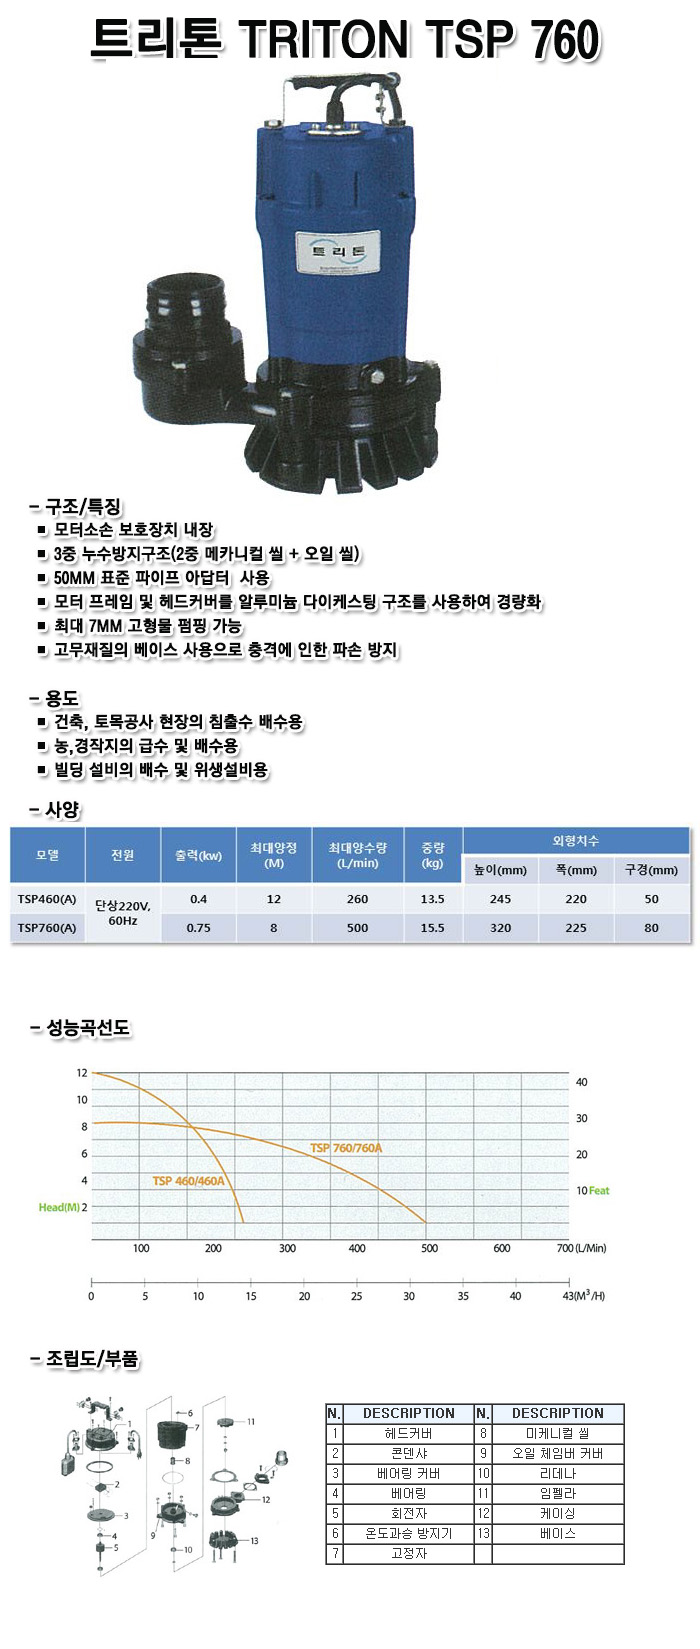 트리톤 TRITON TSP 760
트리톤
- 구조/특징
■ 모터소손 보호장치 내장
■ 3중 누수방지구조(2중 메카니컬 씰 + 오일 씰)
■ 50MM 표준 파이프 아답터 사용
■ 모터 프레임 및 헤드커버를 알루미늄 다이케스팅 구조를 사용하여 경량화
■ 최대 7MM 고형물 펌핑 가능
■ 고무재질의 베이스 사용으로 충격에 인한 파손 방지
- 용도
■ 건축, 토목공사 현장의 침출수 배수용
■ 농,경작지의 급수 및 배수용
■ 빌딩 설비의 배수 및 위생설비용
- 사양
모델 전원 출력(kw) 최대양정 (M) 최대양수량 (L/min) 중량 (kg) 외형치수
높이(mm) 폭(mm) 구경(mm)
TSP460(A) 단상220V, 60Hz 0.4 12 260 13.5 245 220 50
TSP760(A) 0.75 8 500 15.5 320 225 80
- 성능곡선도
12
10
8
6
4
Head(M) 2
40
30
20
10 Feat
TSP 760/760A
TSP 460/460A
100 200 300 400 500 600 700 (L/Min)
0 5 10 15 20 25 30 35 40 43(M³/H)
- 조립도/부품
1
2
3
4
5
6
7
8
9
10
11
12
13
N. DESCRIPTION N. DESCRIPTION
1 헤드커버 8 미케니컬 씰
2 콘덴샤 9 오일 체임버 커버
3 베어링 커버 10 리데나
4 베어링 11 임펠라
5 회전자 12 케이싱
6 온도과승 방지기 13 베이스
7 고정자